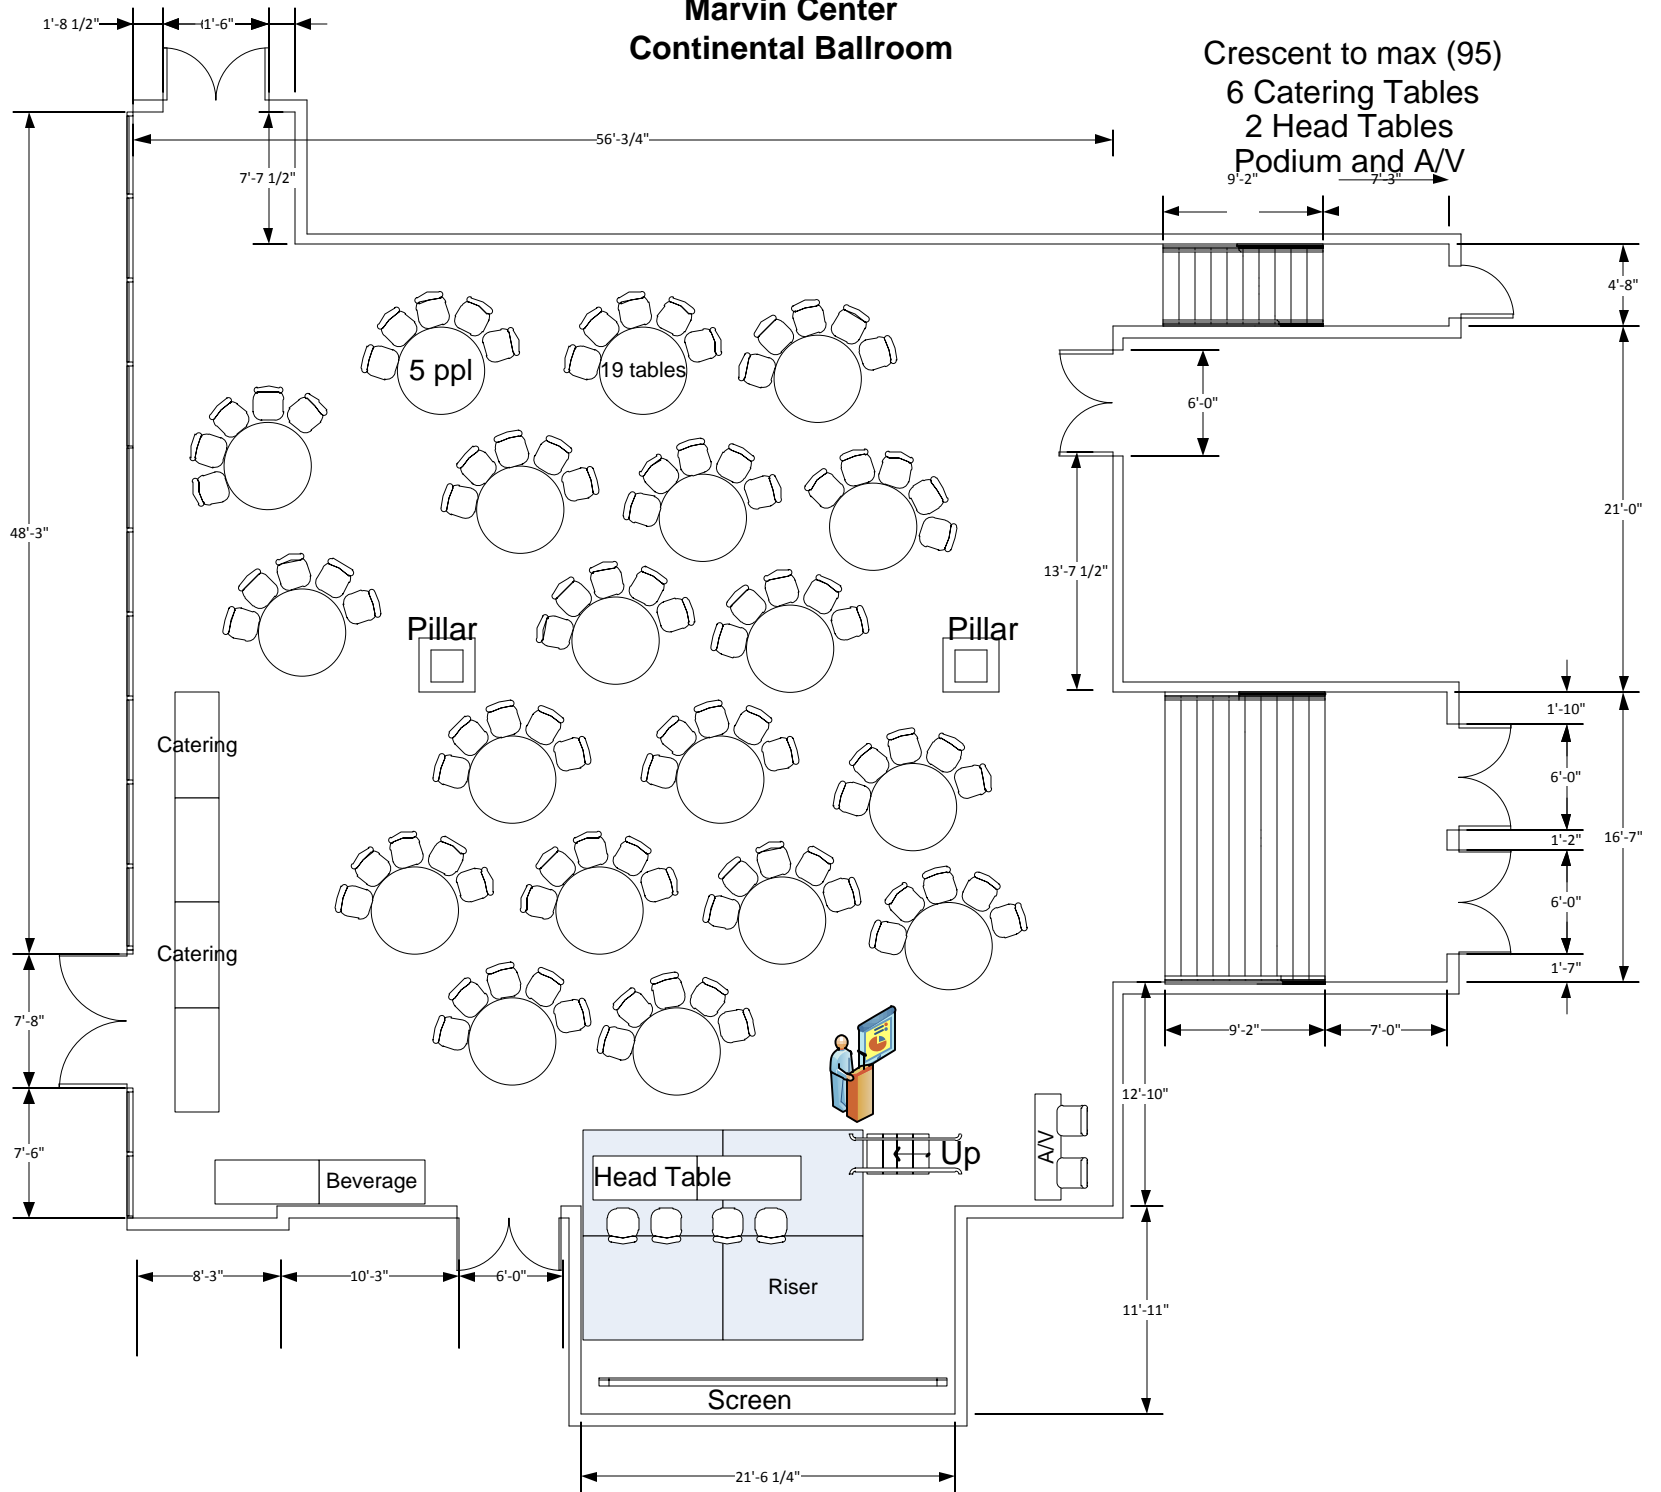 Marvin Center
Continental Ballroom
Crescent to max (95)
6 Catering Tables
2 Head Tables
Podium and A/V
1'-8 1/2"
1'-6"
56'-3/4"
7'-7 1/2"
9'-2"
7'-3"
4'-8"
5 ppl
19 tables
6'-0"
21'-0"
48'-3"
13'-7 1/2"
Pillar
Pillar
1'-10"
Catering
6'-0"
1'-2"
16'-7"
6'-0"
Catering
1'-7"
7'-8"
9'-2"
7'-0"
12'-10"
7'-6"
Up
A/V
Head Table
Beverage
8'-3"
10'-3"
6'-0"
Riser
11'-11"
Screen
21'-6 1/4"